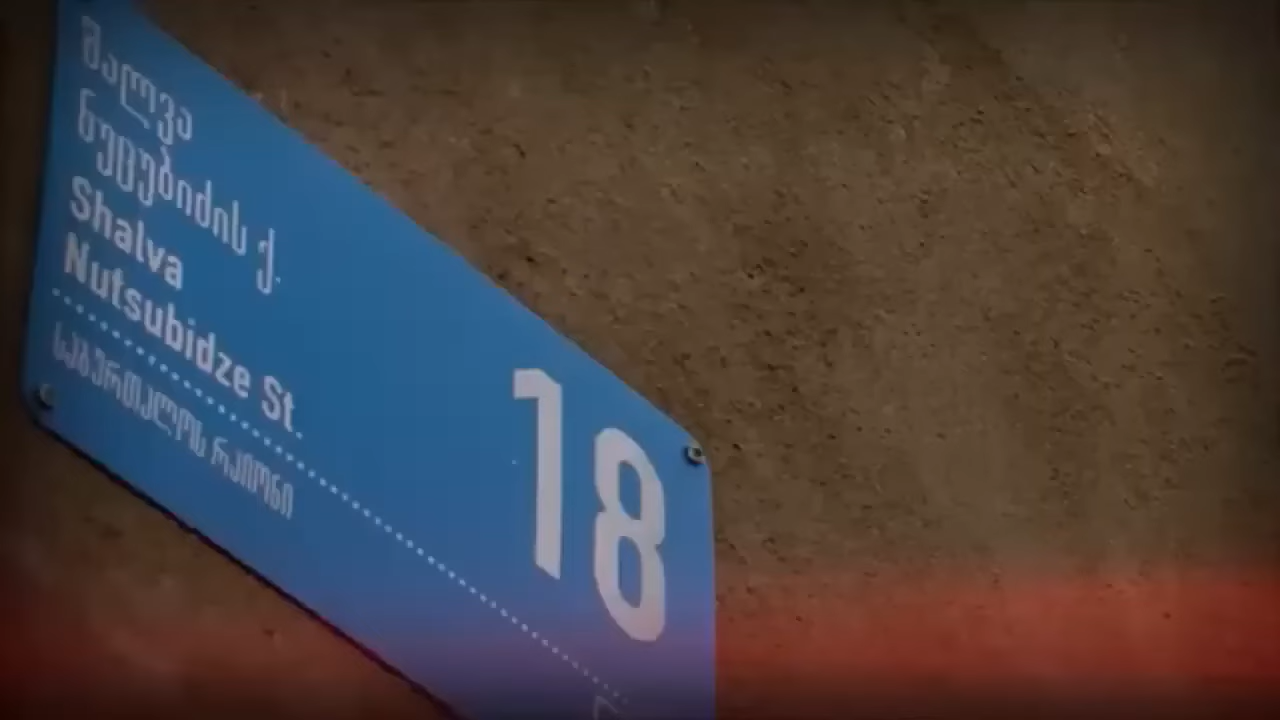 შალვა
ნუცუბიძის ქ.
Shalva
Nutsubidze St.
საბურთალოს რაიონი
18